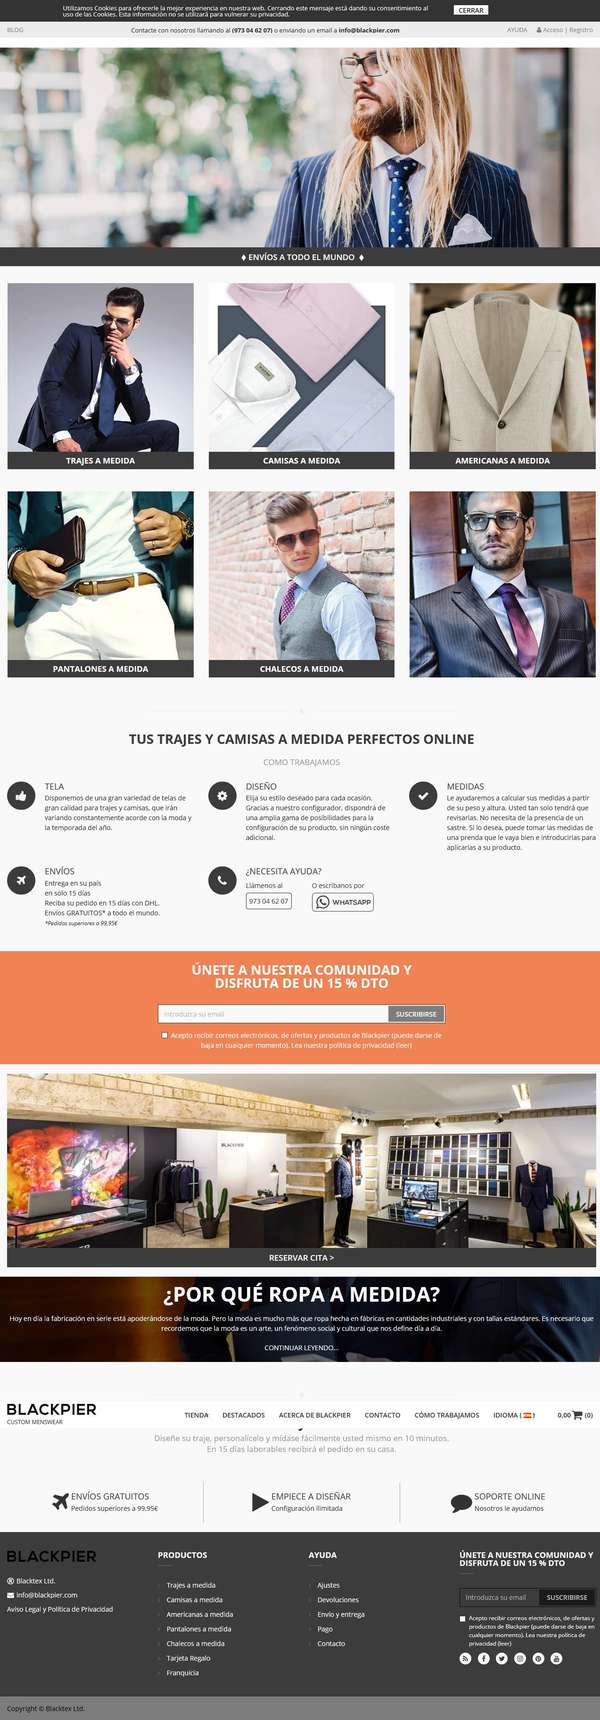 Utilizamos Cookies para ofrecerle la mejor experiencia en nuestra web. Cerrando este mensaje está dando su consentimiento al
uso de las Cookies. Esta información no se utilizará para vulnerar su privacidad.
CERRAR
BLOG
Contacte con nosotros llamando al (973 04 62 07) o enviando un email a info@blackpier.com
AYUDA
Acceso | Registro
ENVÍOS A TODO EL MUNDO
TRAJES A MEDIDA
CAMISAS A MEDIDA
AMERICANAS A MEDIDA
PANTALONES A MEDIDA
CHALECOS A MEDIDA
TUS TRAJES Y CAMISAS A MEDIDA PERFECTOS ONLINE
COMO TRABAJAMOS
TELA
Disponemos de una gran variedad de telas de
gran calidad para trajes y camisas, que irán
variando constantemente acorde con la moda y
la temporada del año.
DISEÑO
Elija su estilo deseado para cada ocasión.
Gracias a nuestro configurador, dispondrá de
una amplia gama de posibilidades para la
configuración de su producto, sin ningún coste
adicional.
MEDIDAS
Le ayudaremos a calcular sus medidas a partir
de su peso y altura. Usted tan solo tendrá que
revisarlas. No necesita de la presencia de un
sastre. Si lo desea, puede tomar las medidas de
una prenda que le vaya bien e introducirlas para
aplicarlas a su producto.
ENVÍOS
Entrega en su país
en sólo 15 días
Reciba su pedido en 15 días con DHL.
Envíos GRATUITOS* a todo el mundo.
*Pedidos superiores a 99,95€
¿NECESITA AYUDA?
Llámenos al
973 04 62 07
O escríbanos por
WHATSAPP
ÚNETE A NUESTRA COMUNIDAD Y
DISFRUTA DE UN 15 % DTO
Introduzca su email
SUSCRIBIRSE
Acepto recibir correos electrónicos, de ofertas y productos de Blackpier (puede darse de
baja en cualquier momento). Lea nuestra política de privacidad (leer)
BLACKPIER
RESERVAR CITA >
¿POR QUÉ ROPA A MEDIDA?
Hoy en día la fabricación en serie está apoderándose de la moda. Pero la moda es mucho más que ropa hecha en fábricas en cantidades industriales y con tallas estándares. Es necesario que
recordemos que la moda es un arte, un fenómeno social y cultural que nos define día a día.
CONTINUAR LEYENDO...
BLACKPIER
CUSTOM MENSWEAR
TIENDA
DESTACADOS
ACERCA DE BLACKPIER
CONTACTO
CÓMO TRABAJAMOS
IDIOMA ( )
0,00 (0)
Diseñe su traje, personalícelo y mídase fácilmente usted mismo en 10 minutos.
En 15 días laborables recibirá el pedido en su casa.
ENVÍOS GRATUITOS
Pedidos superiores a 99,95€
EMPIECE A DISEÑAR
Configuración ilimitada
SOPORTE ONLINE
Nosotros le ayudamos
BLACKPIER
® Blacktex Ltd.
info@blackpier.com
Aviso Legal y Política de Privacidad
PRODUCTOS
Trajes a medida
Camisas a medida
Americanas a medida
Pantalones a medida
Chalecos a medida
Tarjeta Regalo
Franquicia
AYUDA
Ajustes
Devoluciones
Envío y entrega
Pago
Contacto
ÚNETE A NUESTRA COMUNIDAD Y
DISFRUTA DE UN 15 % DTO
Introduzca su email
SUSCRIBIRSE
Acepto recibir correos electrónicos, de ofertas y
productos de Blackpier (puede darse de baja en
cualquier momento). Lea nuestra política de
privacidad (leer)
Copyright © Blacktex Ltd.